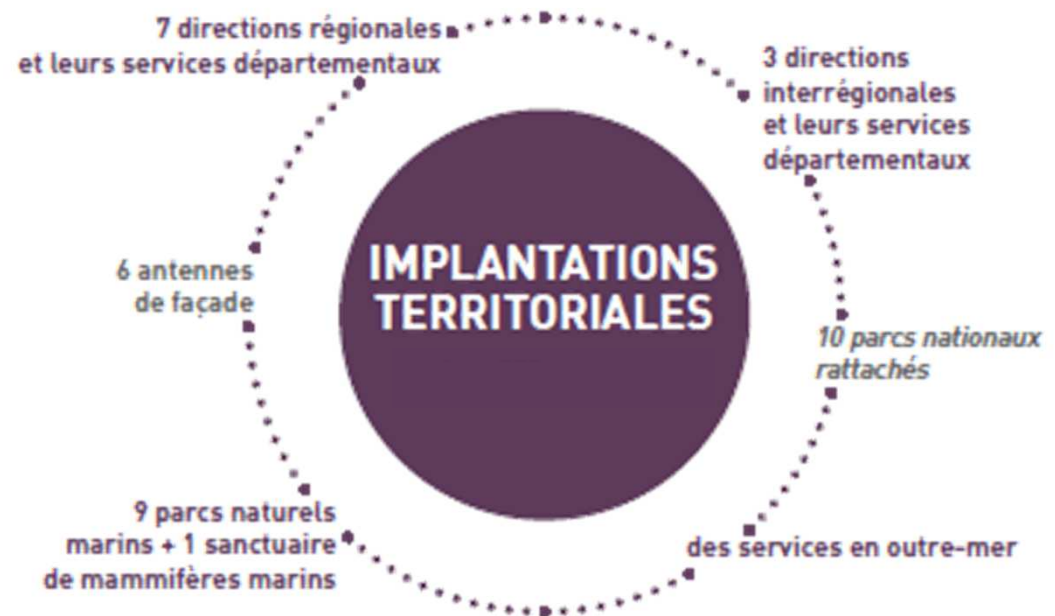 7 directions régionales
et leurs services départementaux
3 directions
interrégionales
et leurs services
départementaux
IMPLANTATIONS
TERRITORIALES
6 antennes
de façade
10 parcs nationaux
rattachés
9 parcs naturels
marins + 1 sanctuaire
de mammifères marins
des services en outre-mer